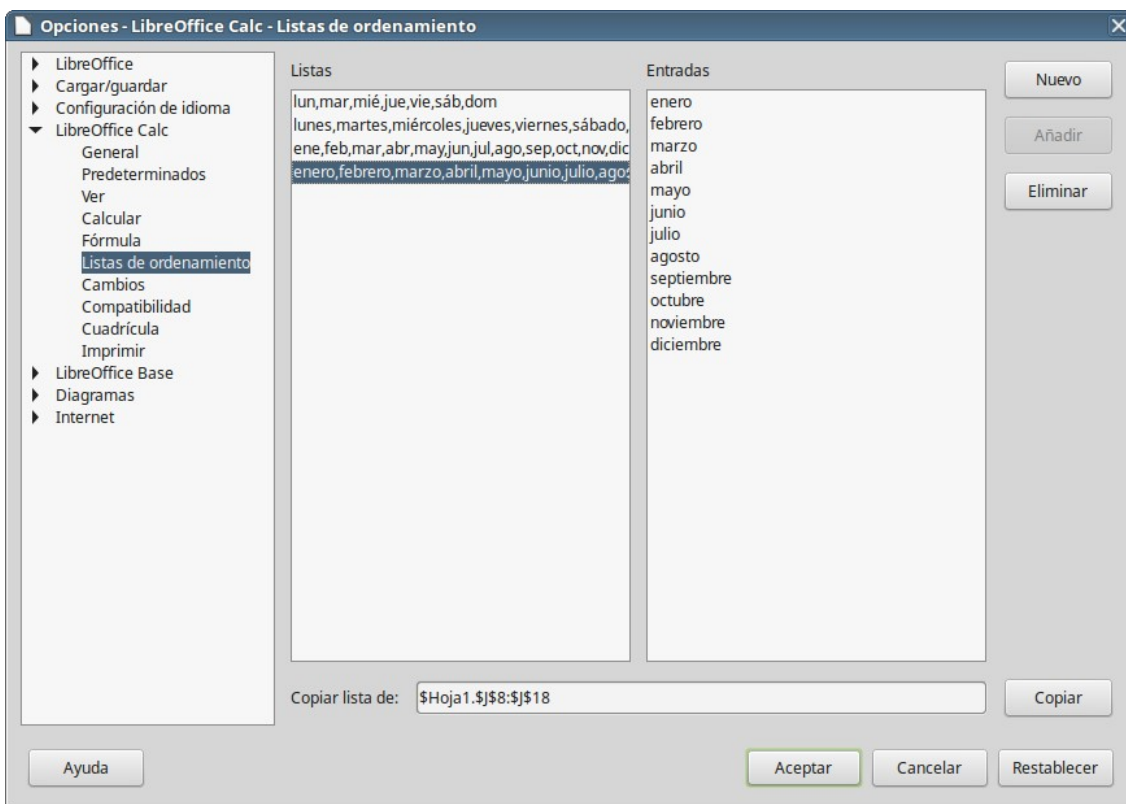 Opciones - LibreOffice Calc - Listas de ordenamiento
LibreOffice
Cargar/guardar
Configuración de idioma
LibreOffice Calc
General
Predeterminados
Ver
Calcular
Fórmula
Listas de ordenamiento
Cambios
Compatibilidad
Cuadrícula
Imprimir
LibreOffice Base
Diagramas
Internet
Listas
lun,mar,mié,jue,vie,sáb,dom
lunes,martes,miércoles,jueves,viernes,sábado,
ene,feb,mar,abr,may,jun,jul,ago,sep,oct,nov,dic
enero,febrero,marzo,abril,mayo,junio,julio,agos
Entradas
enero
febrero
marzo
abril
mayo
junio
julio
agosto
septiembre
octubre
noviembre
diciembre
Nuevo
Añadir
Eliminar
Copiar lista de: $Hoja1.$J$8:$J$18 Copiar
Ayuda Aceptar Cancelar Restablecer